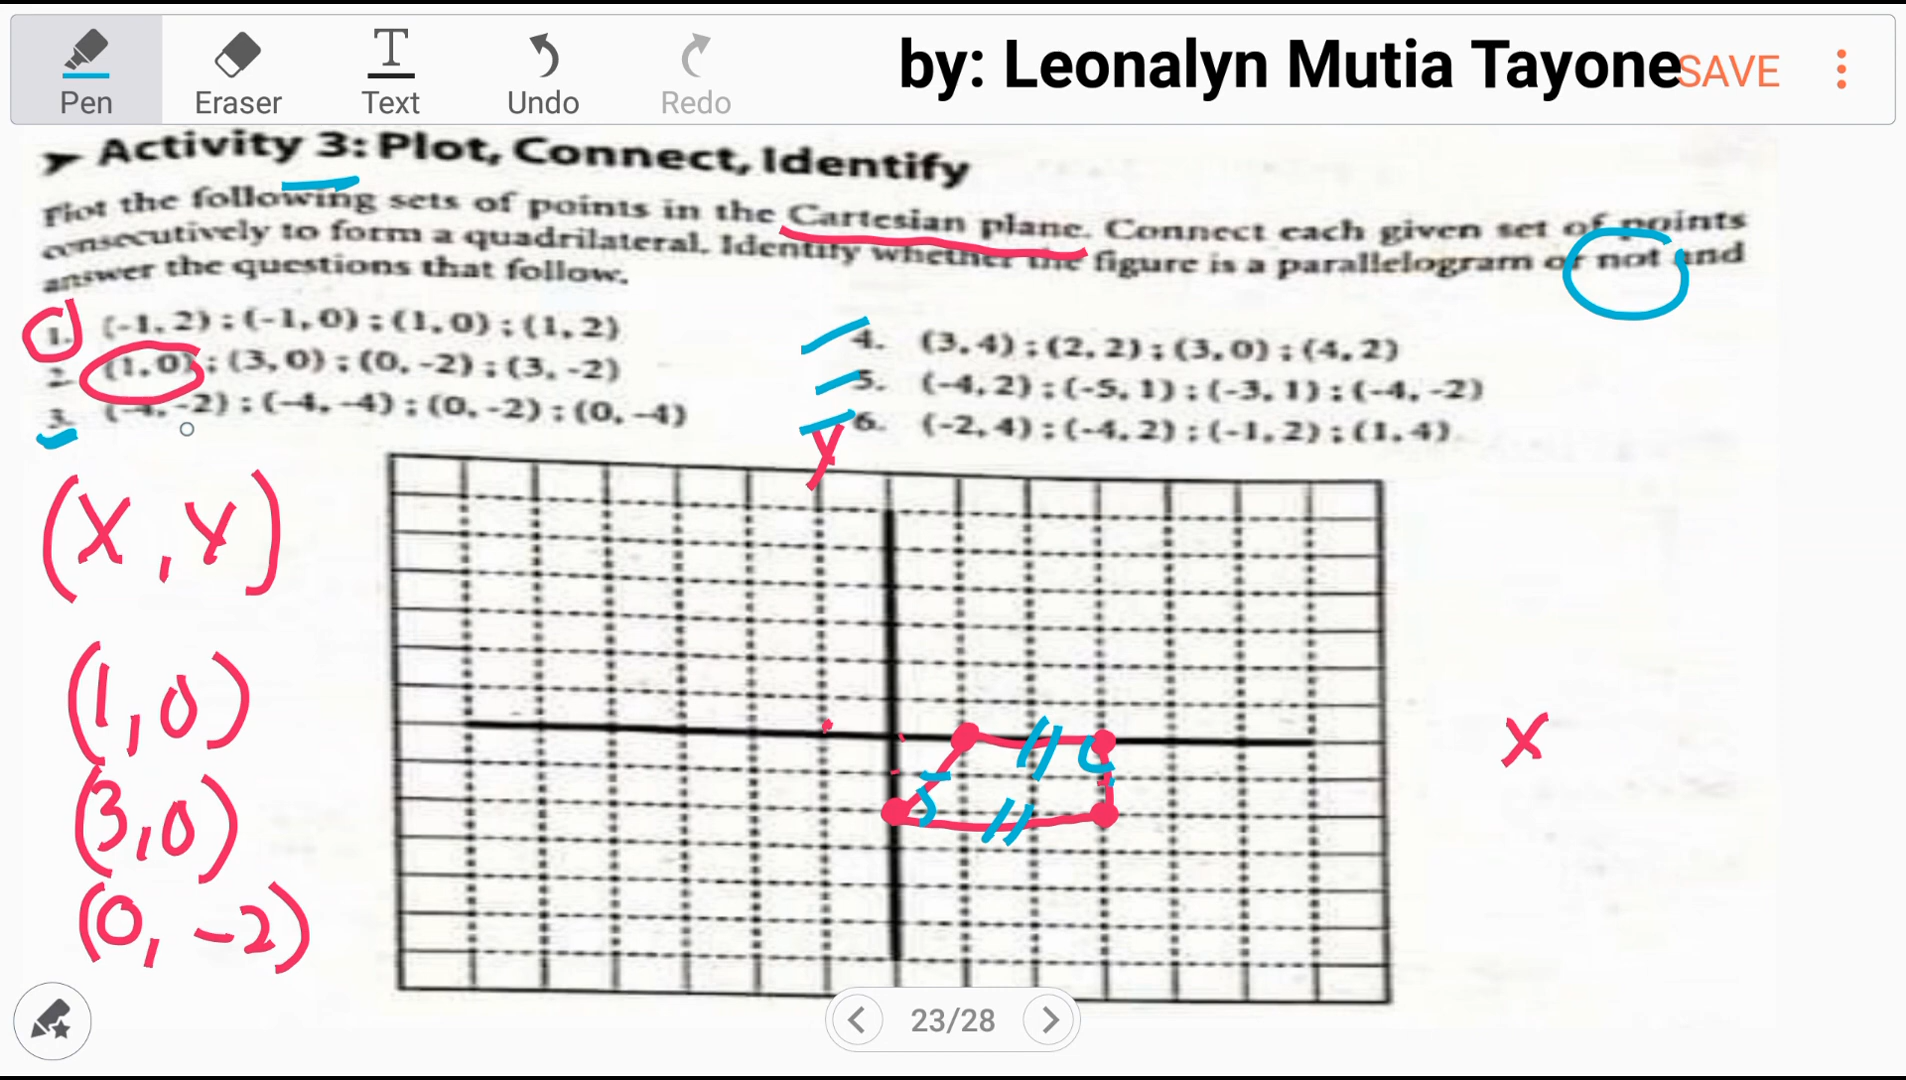 Pen Eraser Text Undo Redo by: Leonalyn Mutia Tayone SAVE
Activity 3: Plot, Connect, Identify
Plot the following sets of points in the Cartesian plane. Connect each given set of points
consecutively to form a quadrilateral. Identify whether the figure is a parallelogram or not and
answer the questions that follow.
1. (-1, 2) ; (-1, 0) ; (1, 0) ; (1, 2)
2. (1, 0) ; (3, 0) ; (0, -2) ; (3, -2)
3. (-4, -2) ; (-4, -4) ; (0, -2) ; (0, -4)
4. (3, 4) ; (2, 2) ; (3, 0) ; (4, 2)
5. (-4, 2) ; (-5, 1) ; (-3, 1) ; (-4, -2)
6. (-2, 4) ; (-4, 2) ; (-1, 2) ; (1, 4)
Y
(X, Y)
(1, 0)
X
(3, 0)
(0, -2)
23/28